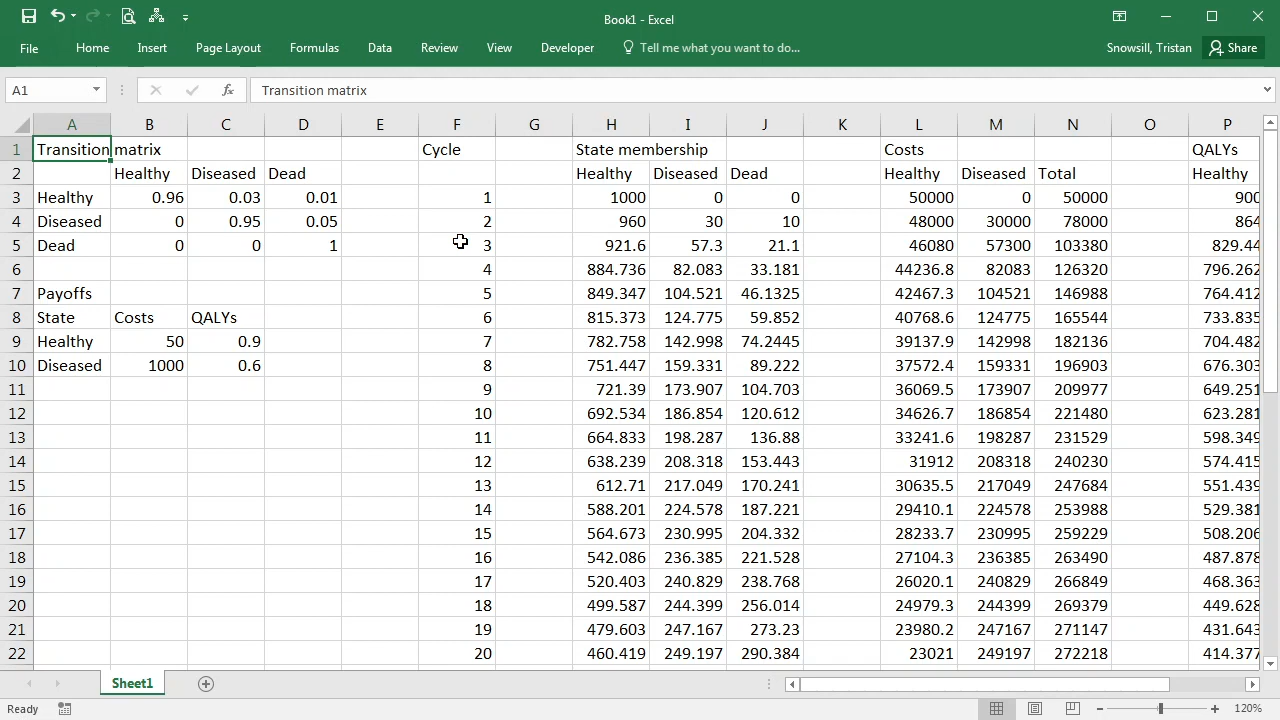 Book1 - Excel
File Home Insert Page Layout Formulas Data Review View Developer Tell me what you want to do... Snowsill, Tristan Share
A1 fx Transition matrix
A B C D E F G H I J K L M N O P
1 Transition matrix Cycle State membership Costs QALYs
2 Healthy Diseased Dead Healthy Diseased Dead Healthy Diseased Total Healthy
3 Healthy 0.96 0.03 0.01 1 1000 0 0 50000 0 50000 900
4 Diseased 0 0.95 0.05 2 960 30 10 48000 30000 78000 864
5 Dead 0 0 1 3 921.6 57.3 21.1 46080 57300 103380 829.44
6 4 884.736 82.083 33.181 44236.8 82083 126320 796.262
7 Payoffs 5 849.347 104.521 46.1325 42467.3 104521 146988 764.412
8 State Costs QALYs 6 815.373 124.775 59.852 40768.6 124775 165544 733.835
9 Healthy 50 0.9 7 782.758 142.998 74.2445 39137.9 142998 182136 704.482
10 Diseased 1000 0.6 8 751.447 159.331 89.222 37572.4 159331 196903 676.303
11 9 721.39 173.907 104.703 36069.5 173907 209977 649.251
12 10 692.534 186.854 120.612 34626.7 186854 221480 623.281
13 11 664.833 198.287 136.88 33241.6 198287 231529 598.349
14 12 638.239 208.318 153.443 31912 208318 240230 574.415
15 13 612.71 217.049 170.241 30635.5 217049 247684 551.439
16 14 588.201 224.578 187.221 29410.1 224578 253988 529.381
17 15 564.673 230.995 204.332 28233.7 230995 259229 508.206
18 16 542.086 236.385 221.528 27104.3 236385 263490 487.878
19 17 520.403 240.829 238.768 26020.1 240829 266849 468.363
20 18 499.587 244.399 256.014 24979.3 244399 269379 449.628
21 19 479.603 247.167 273.23 23980.2 247167 271147 431.643
22 20 460.419 249.197 290.384 23021 249197 272218 414.377
Sheet1
Ready 120%